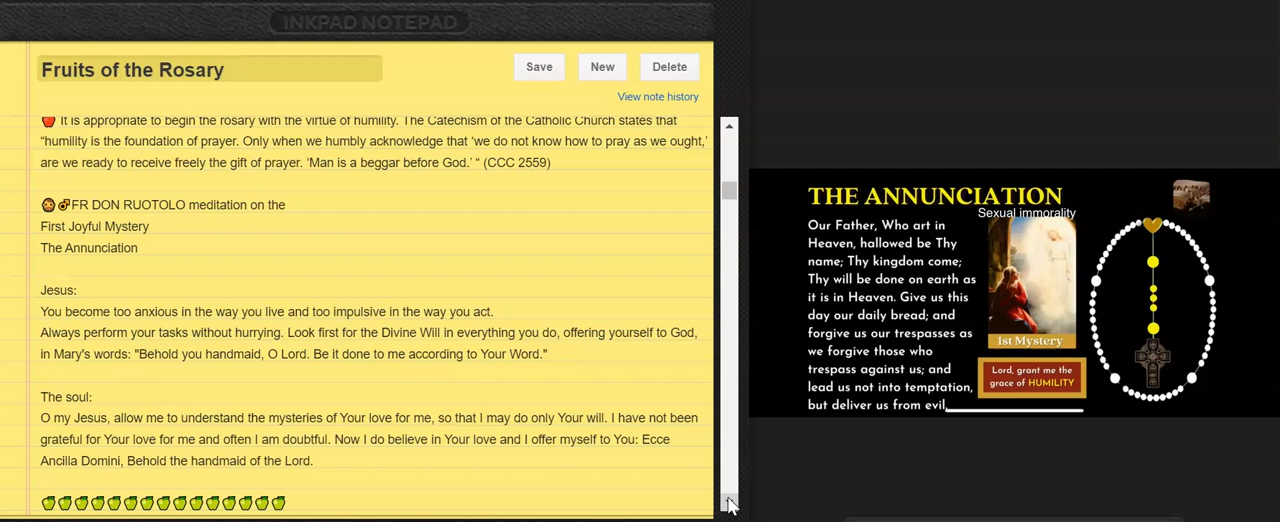 INKPAD NOTEPAD
Fruits of the Rosary
Save
New
Delete
View note history
It is appropriate to begin the rosary with the virtue of humility. The Catechism of the Catholic Church states that
“humility is the foundation of prayer. Only when we humbly acknowledge that ‘we do not know how to pray as we ought,’
are we ready to receive freely the gift of prayer. ‘Man is a beggar before God.’ “ (CCC 2559)
FR DON RUOTOLO meditation on the
First Joyful Mystery
The Annunciation
Jesus:
You become too anxious in the way you live and too impulsive in the way you act.
Always perform your tasks without hurrying. Look first for the Divine Will in everything you do, offering yourself to God,
in Mary's words: "Behold you handmaid, O Lord. Be it done to me according to Your Word."
The soul:
O my Jesus, allow me to understand the mysteries of Your love for me, so that I may do only Your will. I have not been
grateful for Your love for me and often I am doubtful. Now I do believe in Your love and I offer myself to You: Ecce
Ancilla Domini, Behold the handmaid of the Lord.
THE ANNUNCIATION
Sexual immorality
Our Father, Who art in
Heaven, hallowed be Thy
name; Thy kingdom come;
Thy will be done on earth as
it is in Heaven. Give us this
day our daily bread; and
forgive us our trespasses as
we forgive those who
trespass against us; and
lead us not into temptation,
but deliver us from evil.
1st Mystery
Lord, grant me the
grace of HUMILITY